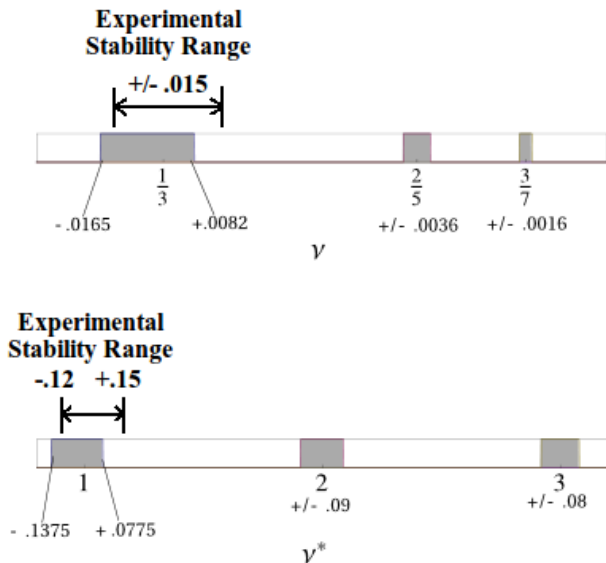 Experimental
Stability Range
+/- .015
1/3
2/5
3/7
- .0165
+.0082
+/- .0036
+/- .0016
ν
Experimental
Stability Range
-.12 +.15
1
2
3
+/- .09
+/- .08
- .1375
+ .0775
ν*